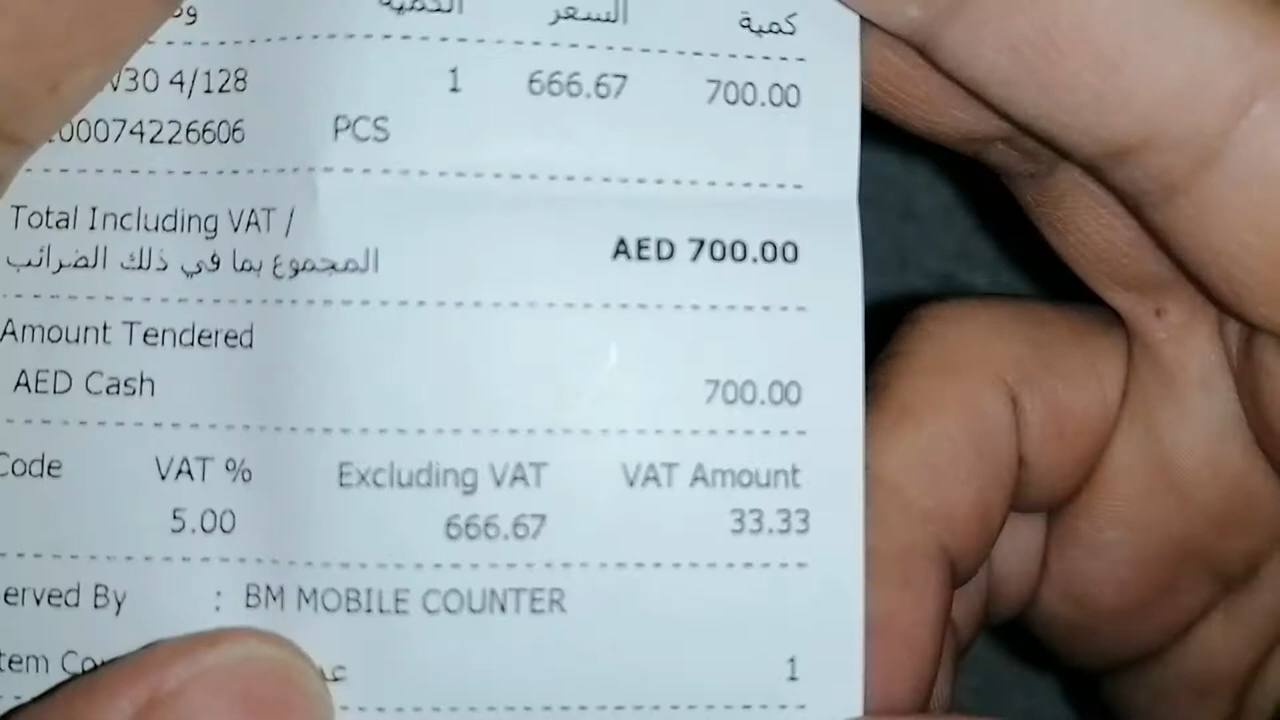 السعر كمية
30 4/128 1 666.67 700.00
00074226606 PCS
Total Including VAT /
المجموع بما في ذلك الضرائب AED 700.00
Amount Tendered
AED Cash 700.00
Code VAT % Excluding VAT VAT Amount
5.00 666.67 33.33
erved By : BM MOBILE COUNTER
tem 1